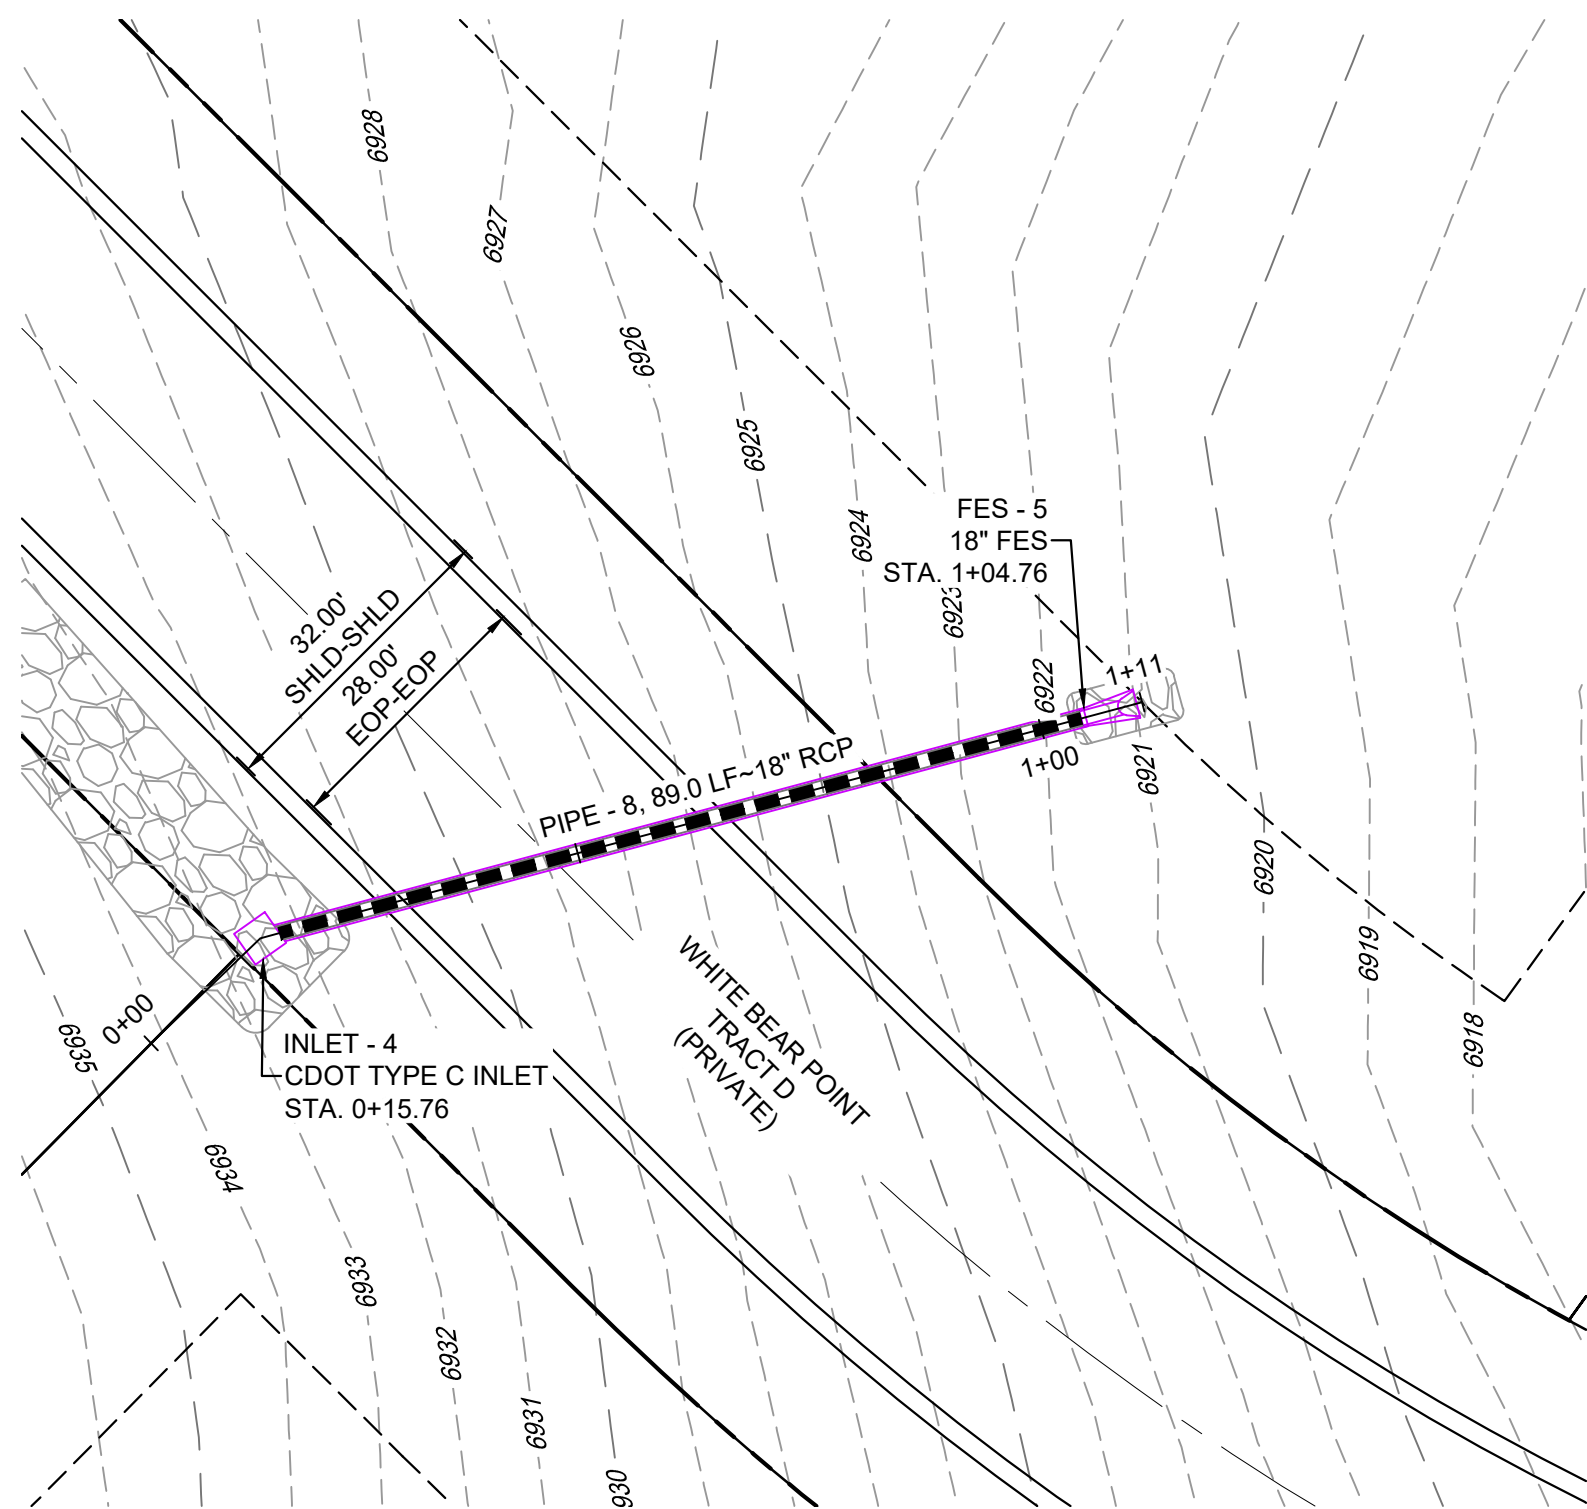 6928
6927
6926
6925
6924
6923
6922
6921
6920
6919
6918
FES - 5
18" FES
STA. 1+04.76
1+11
1+00
32.00'
SHLD-SHLD
28.00'
EOP-EOP
PIPE - 8, 89.0 LF~18" RCP
0+00
INLET - 4
CDOT TYPE C INLET
STA. 0+15.76
WHITE BEAR POINT
TRACT D
(PRIVATE)
6935
6934
6933
6932
6931
930